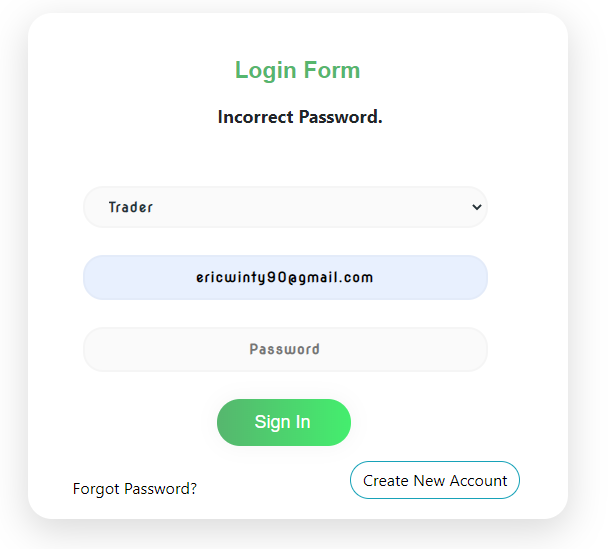 Login Form
Incorrect Password.
Trader
ericwinty90@gmail.com
Password
Sign In
Forgot Password?
Create New Account